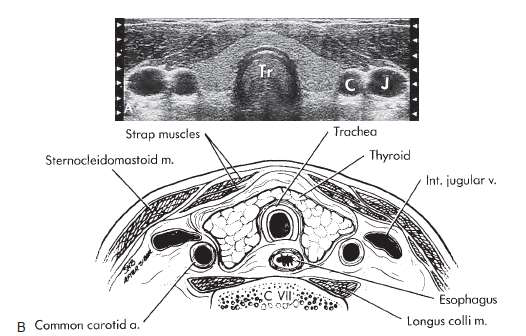 Tr
C J
A
Strap muscles
Trachea
Sternocleidomastoid m.
Thyroid
Int. jugular v.
Esophagus
C VII
Longus colli m.
B Common carotid a.